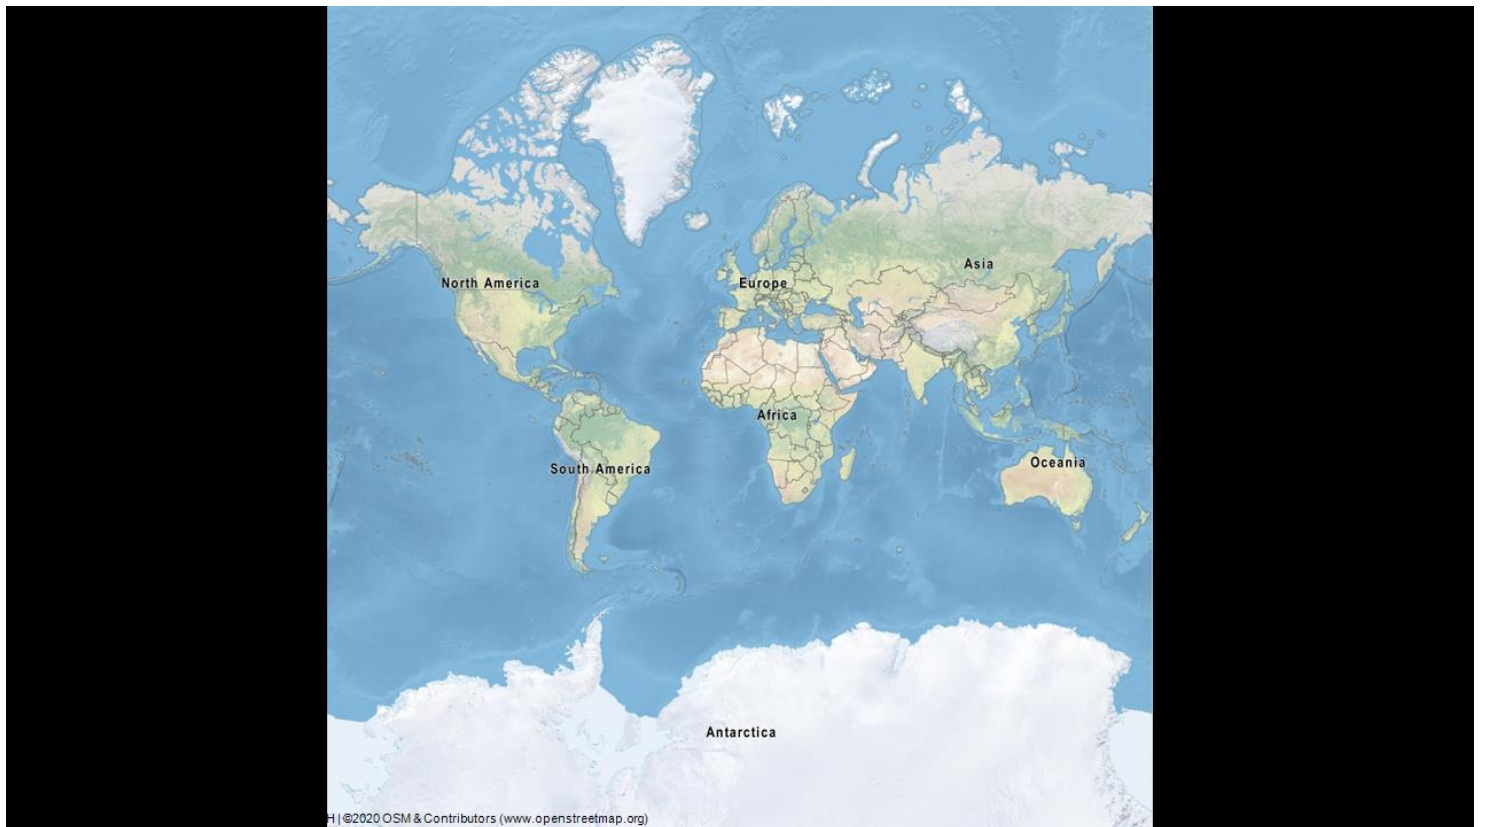 Asia
North America
Europe
Africa
South America
Oceania
Antarctica
H | ©2020 OSM & Contributors (www.openstreetmap.org)